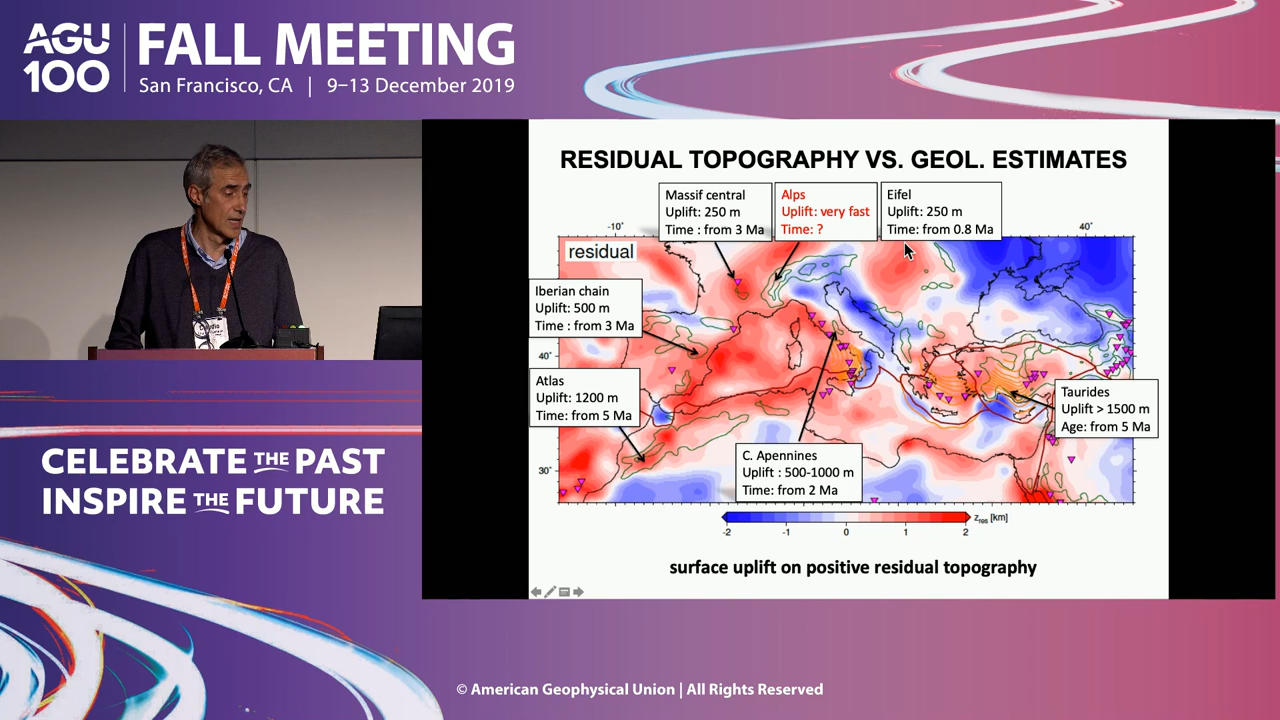 AGU
100
FALL MEETING
San Francisco, CA | 9–13 December 2019
RESIDUAL TOPOGRAPHY VS. GEOL. ESTIMATES
Massif central
Uplift: 250 m
Time : from 3 Ma
Alps
Uplift: very fast
Time: ?
Eifel
Uplift: 250 m
Time: from 0.8 Ma
-10°
40°
residual
Iberian chain
Uplift: 500 m
Time : from 3 Ma
40°
Atlas
Uplift: 1200 m
Time: from 5 Ma
Taurides
Uplift > 1500 m
Age: from 5 Ma
C. Apennines
Uplift : 500-1000 m
Time: from 2 Ma
30°
-2 -1 0 1 2
z_res [km]
surface uplift on positive residual topography
CELEBRATE THE PAST
INSPIRE THE FUTURE
© American Geophysical Union | All Rights Reserved